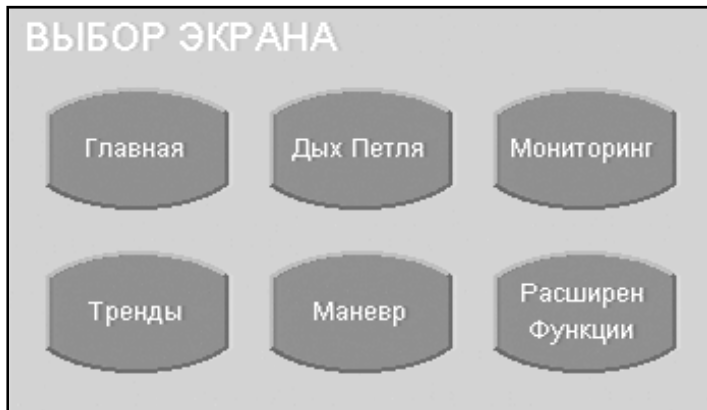 ВЫБОР ЭКРАНА
Главная
Дых Петля
Мониторинг
Тренды
Маневр
Расширен
Функции